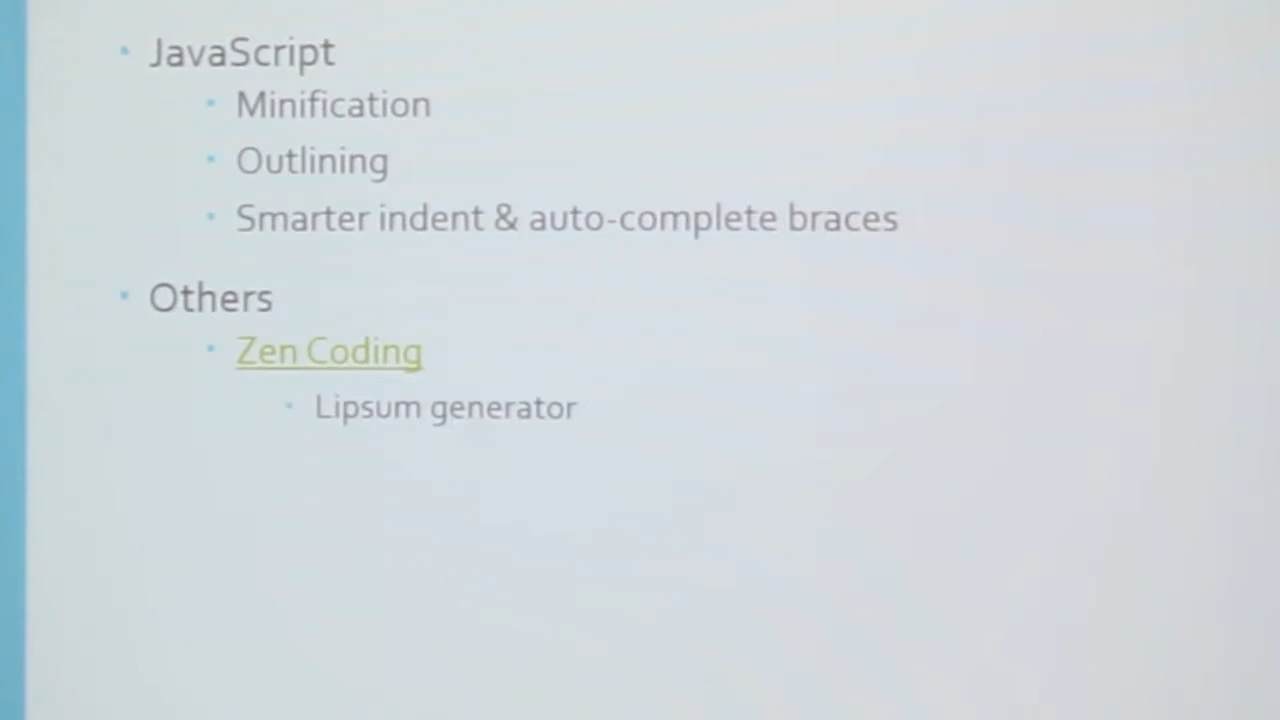 JavaScript
Minification
Outlining
Smarter indent & auto-complete braces
Others
Zen Coding
Lipsum generator